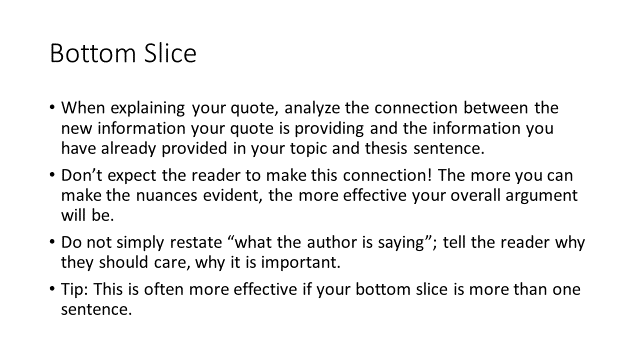 Bottom Slice
• When explaining your quote, analyze the connection between the
new information your quote is providing and the information you
have already provided in your topic and thesis sentence.
• Don’t expect the reader to make this connection! The more you can
make the nuances evident, the more effective your overall argument
will be.
• Do not simply restate “what the author is saying”; tell the reader why
they should care, why it is important.
• Tip: This is often more effective if your bottom slice is more than one
sentence.